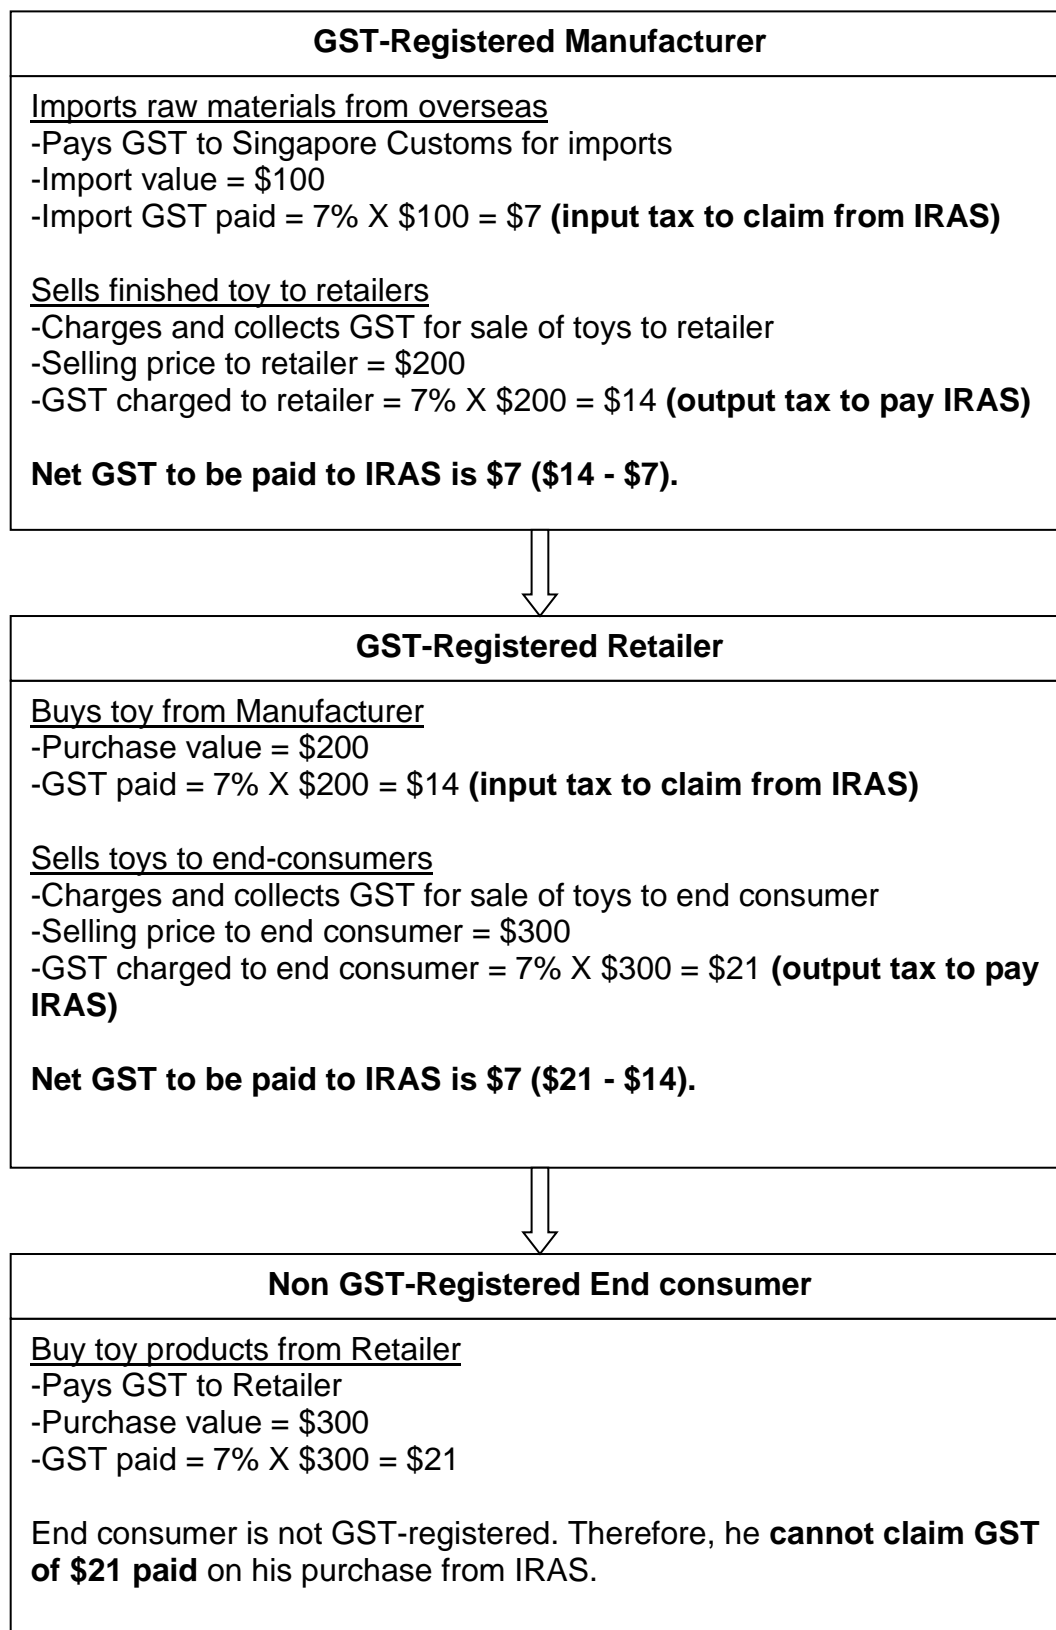 GST-Registered Manufacturer
Imports raw materials from overseas
-Pays GST to Singapore Customs for imports
-Import value = $100
-Import GST paid = 7% X $100 = $7 (input tax to claim from IRAS)
Sells finished toy to retailers
-Charges and collects GST for sale of toys to retailer
-Selling price to retailer = $200
-GST charged to retailer = 7% X $200 = $14 (output tax to pay IRAS)
Net GST to be paid to IRAS is $7 ($14 - $7).
GST-Registered Retailer
Buys toy from Manufacturer
-Purchase value = $200
-GST paid = 7% X $200 = $14 (input tax to claim from IRAS)
Sells toys to end-consumers
-Charges and collects GST for sale of toys to end consumer
-Selling price to end consumer = $300
-GST charged to end consumer = 7% X $300 = $21 (output tax to pay
IRAS)
Net GST to be paid to IRAS is $7 ($21 - $14).
Non GST-Registered End consumer
Buy toy products from Retailer
-Pays GST to Retailer
-Purchase value = $300
-GST paid = 7% X $300 = $21
End consumer is not GST-registered. Therefore, he cannot claim GST
of $21 paid on his purchase from IRAS.